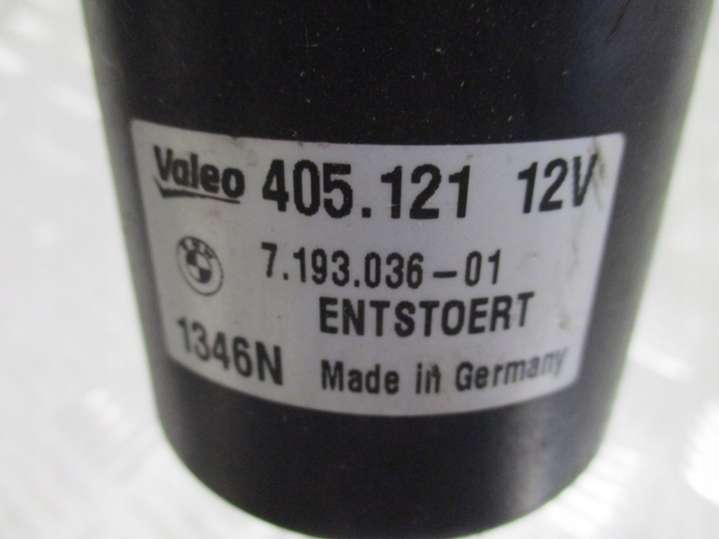 Valeo 405.121 12V
7.193.036-01
ENTSTOERT
1346N Made in Germany